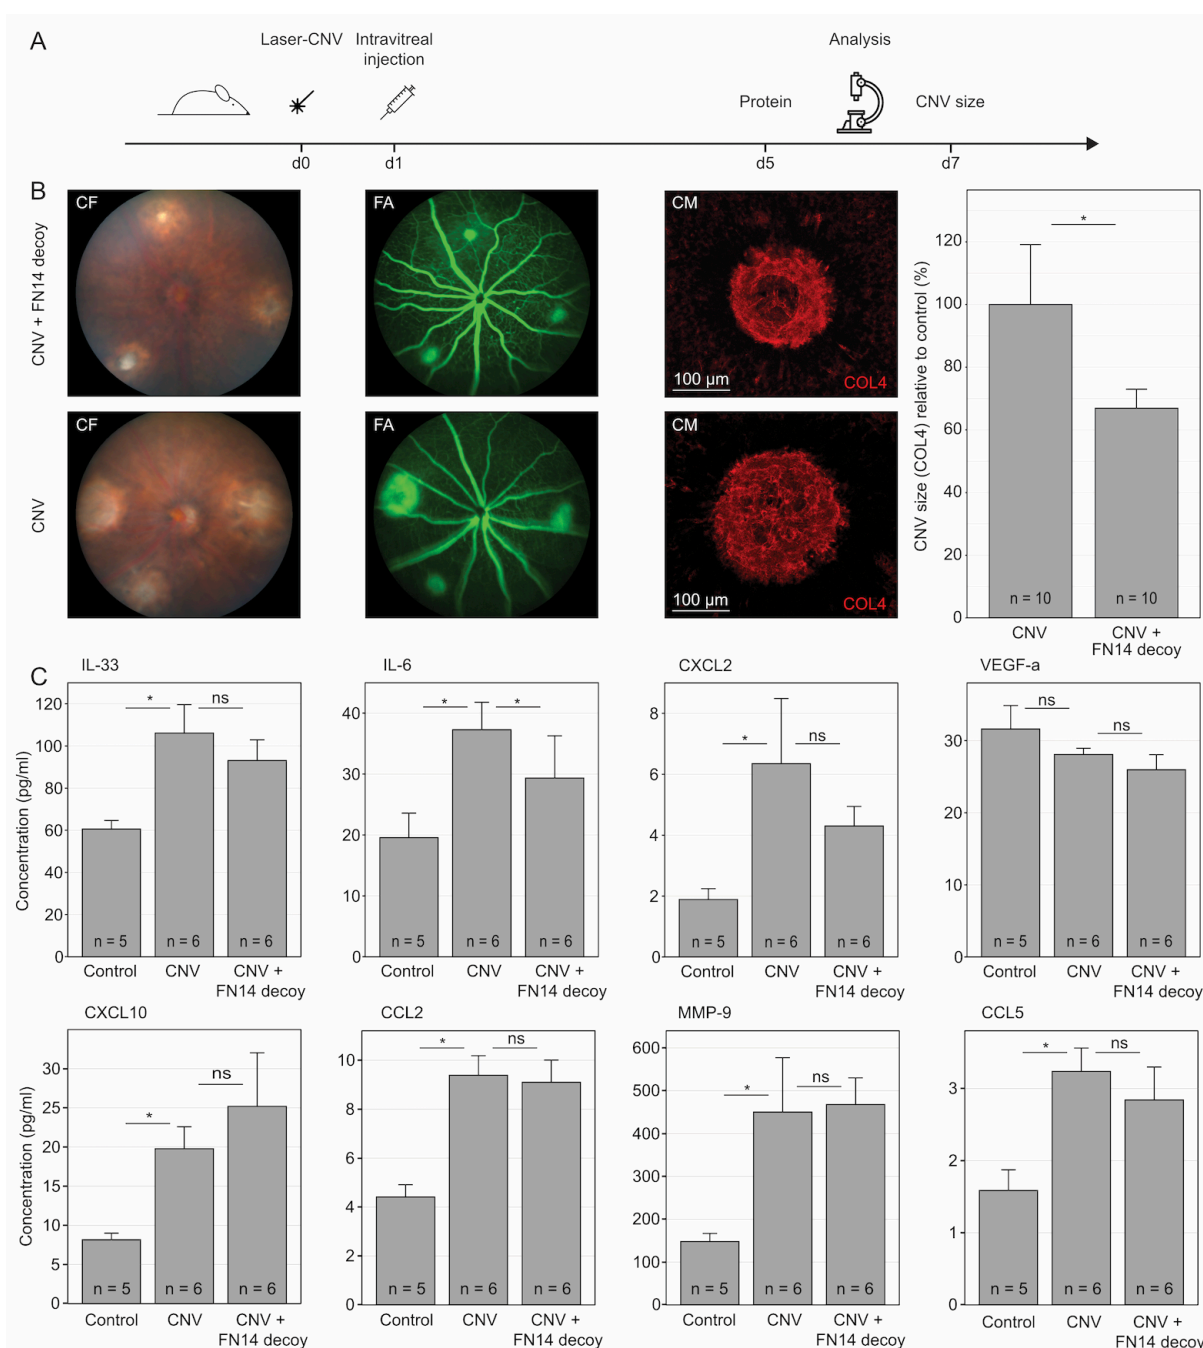 A
Laser-CNV
Intravitreal
injection
Analysis
Protein
CNV size
d0
d1
d5
d7
B
CNV + FN14 decoy
CF
FA
CM
100 µm
COL4
CNV
CF
FA
CM
100 µm
COL4
CNV size (COL4) relative to control (%)
120
100
80
60
40
20
0
*
n = 10
n = 10
CNV
CNV +
FN14 decoy
C
IL-33
Concentration (pg/ml)
120
100
80
60
40
20
0
*
ns
n = 5
n = 6
n = 6
Control
CNV
CNV +
FN14 decoy
IL-6
40
30
20
10
0
*
*
n = 5
n = 6
n = 6
Control
CNV
CNV +
FN14 decoy
CXCL2
8
6
4
2
0
*
ns
n = 5
n = 6
n = 6
Control
CNV
CNV +
FN14 decoy
VEGF-a
30
20
10
0
ns
ns
n = 5
n = 6
n = 6
Control
CNV
CNV +
FN14 decoy
CXCL10
Concentration (pg/ml)
30
25
20
15
10
5
0
*
ns
n = 5
n = 6
n = 6
Control
CNV
CNV +
FN14 decoy
CCL2
10
8
6
4
2
0
*
ns
n = 5
n = 6
n = 6
Control
CNV
CNV +
FN14 decoy
MMP-9
600
500
400
300
200
100
0
*
ns
n = 5
n = 6
n = 6
Control
CNV
CNV +
FN14 decoy
CCL5
3
2
1
0
*
ns
n = 5
n = 6
n = 6
Control
CNV
CNV +
FN14 decoy